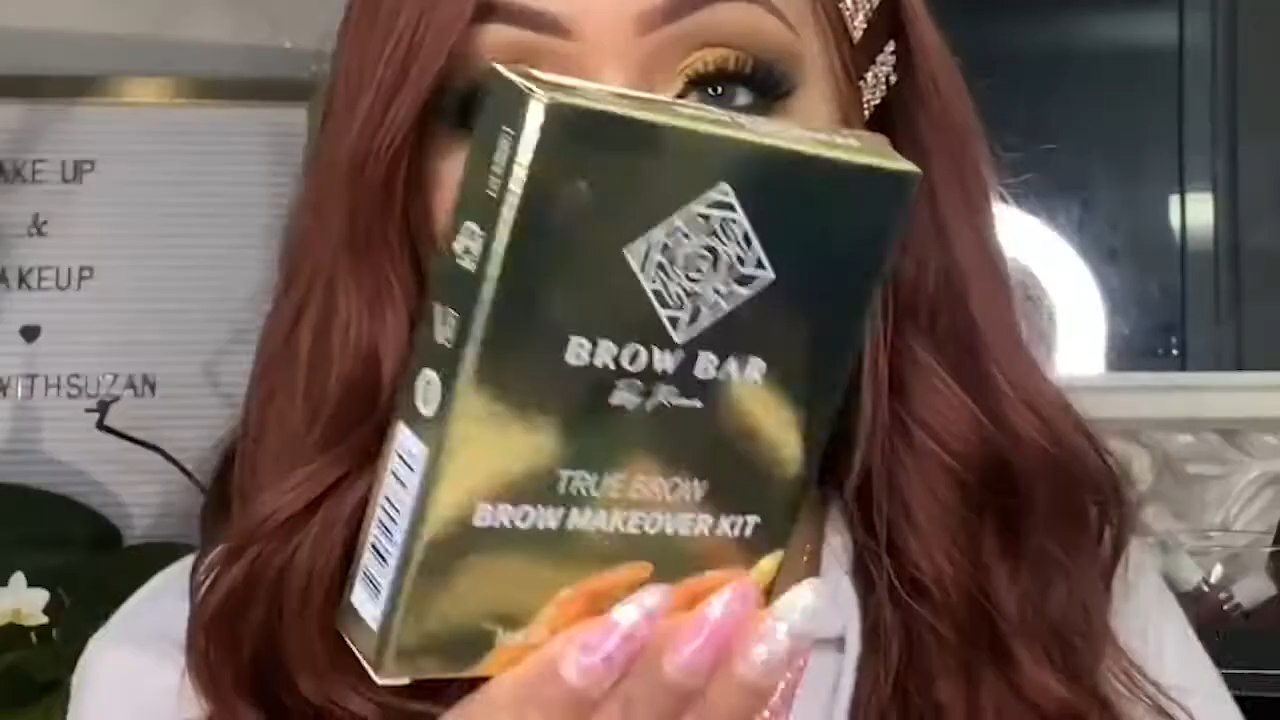 AKE UP
&
AKEUP
WITHSUZAN
BROW BAR
TRUE BROW
BROW MAKEOVER KIT